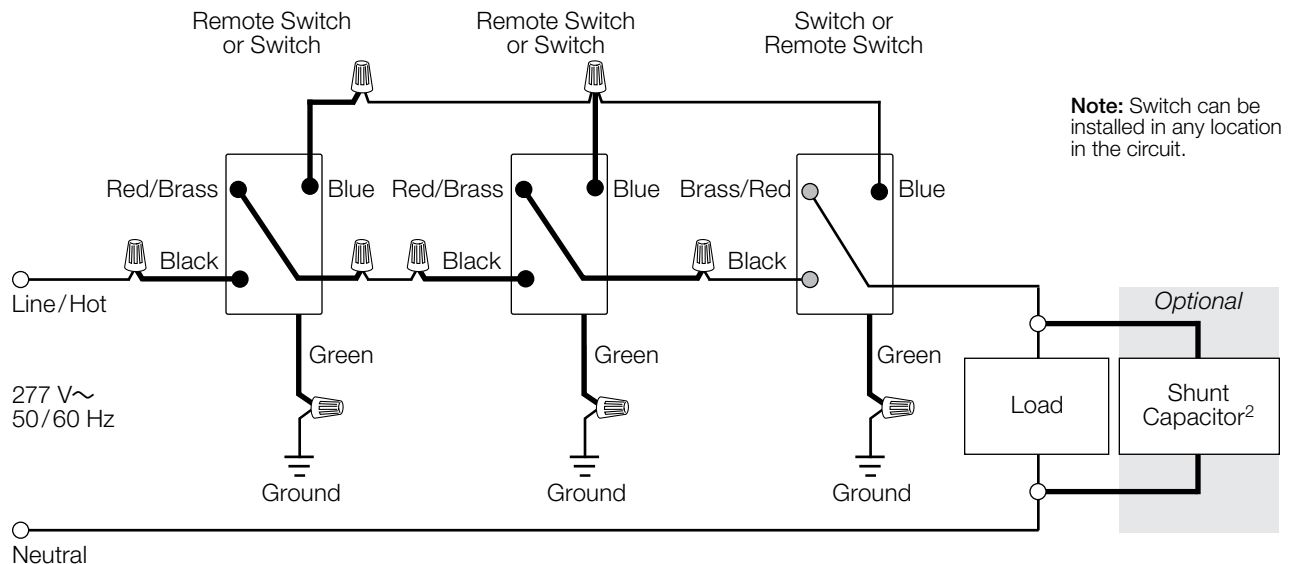 Remote Switch
or Switch
Remote Switch
or Switch
Switch or
Remote Switch
Note: Switch can be
installed in any location
in the circuit.
Red/Brass
Blue
Red/Brass
Blue
Brass/Red
Blue
Black
Black
Black
Line/Hot
Optional
Green
Green
Green
277 V~
50/60 Hz
Load
Shunt
Capacitor²
Ground
Ground
Ground
Neutral